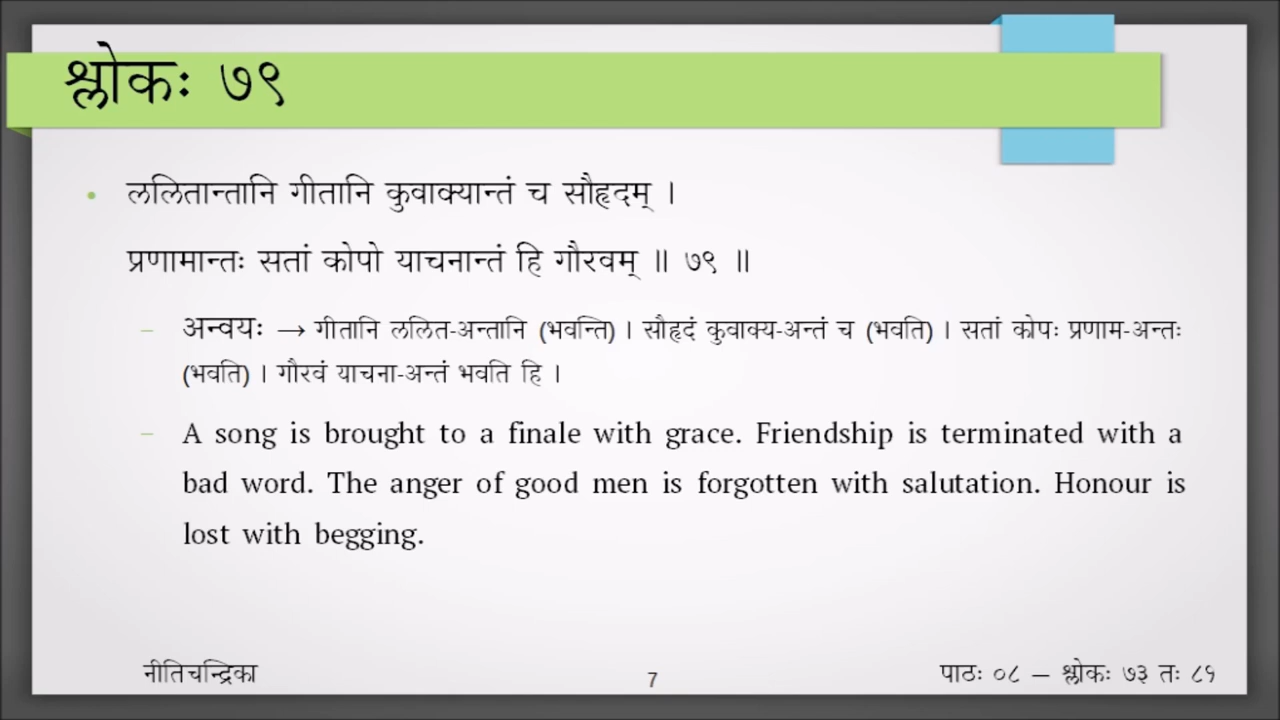 श्लोकः ७९
ललितान्तानि गीतानि कुवाक्यान्तं च सौहृदम् ।
प्रणामान्तः सतां कोपो याचनान्तं हि गौरवम् ॥ ७९ ॥
अन्वयः → गीतानि ललित-अन्तानि (भवन्ति) । सौहृदं कुवाक्य-अन्तं च (भवति) । सतां कोपः प्रणाम-अन्तः
(भवति) । गौरवं याचना-अन्तं भवति हि ।
A song is brought to a finale with grace. Friendship is terminated with a
bad word. The anger of good men is forgotten with salutation. Honour is
lost with begging.
नीतिचन्द्रिका
7
पाठः ०८ – श्लोकः ७३ तः ८१